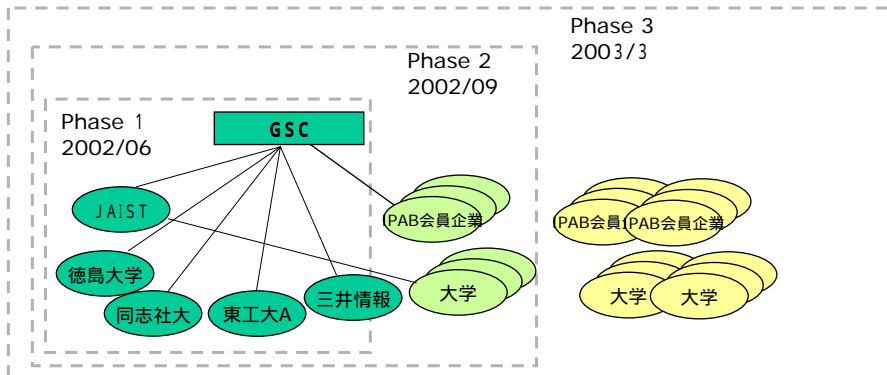 Phase 3
2003/3
Phase 2
2002/09
Phase 1
2002/06
GSC
JAIST
IPAB会員企業
IPAB会員企業
IPAB会員企業
徳島大学
同志社大
東工大A
三井情報
大学
大学
大学